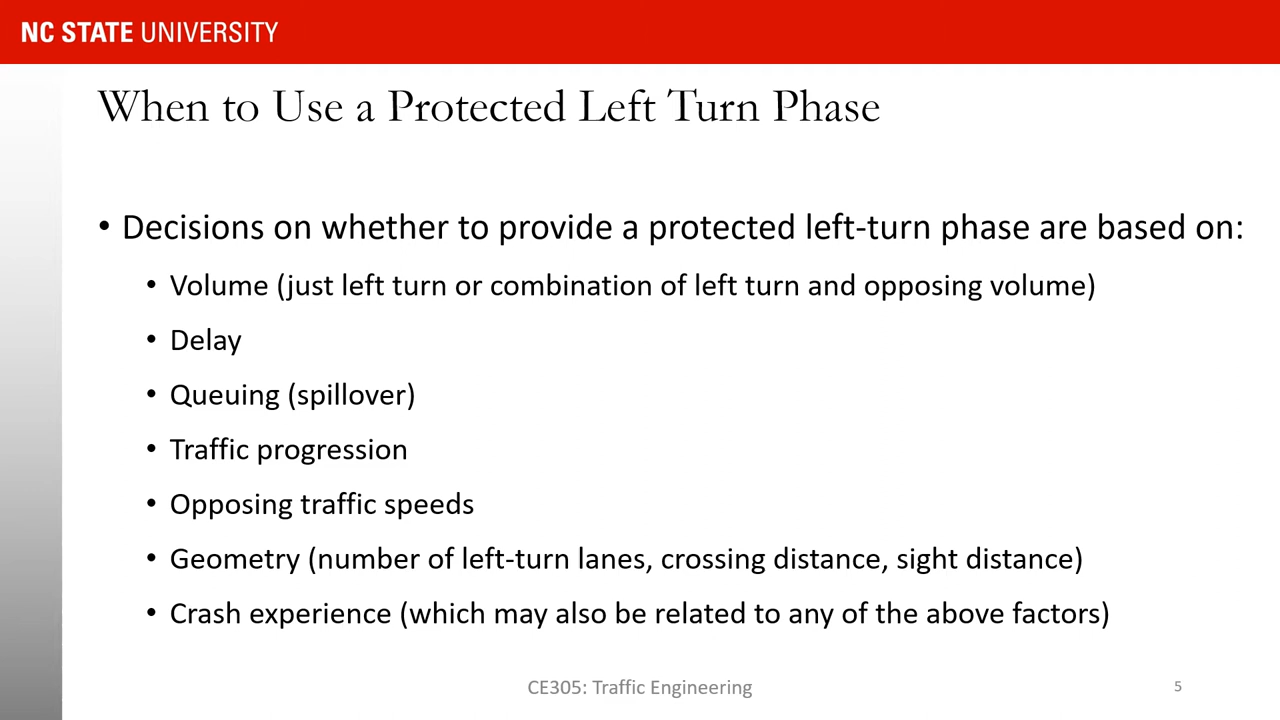 NC STATE UNIVERSITY
When to Use a Protected Left Turn Phase
• Decisions on whether to provide a protected left-turn phase are based on:
• Volume (just left turn or combination of left turn and opposing volume)
• Delay
• Queuing (spillover)
• Traffic progression
• Opposing traffic speeds
• Geometry (number of left-turn lanes, crossing distance, sight distance)
• Crash experience (which may also be related to any of the above factors)
CE305: Traffic Engineering
5